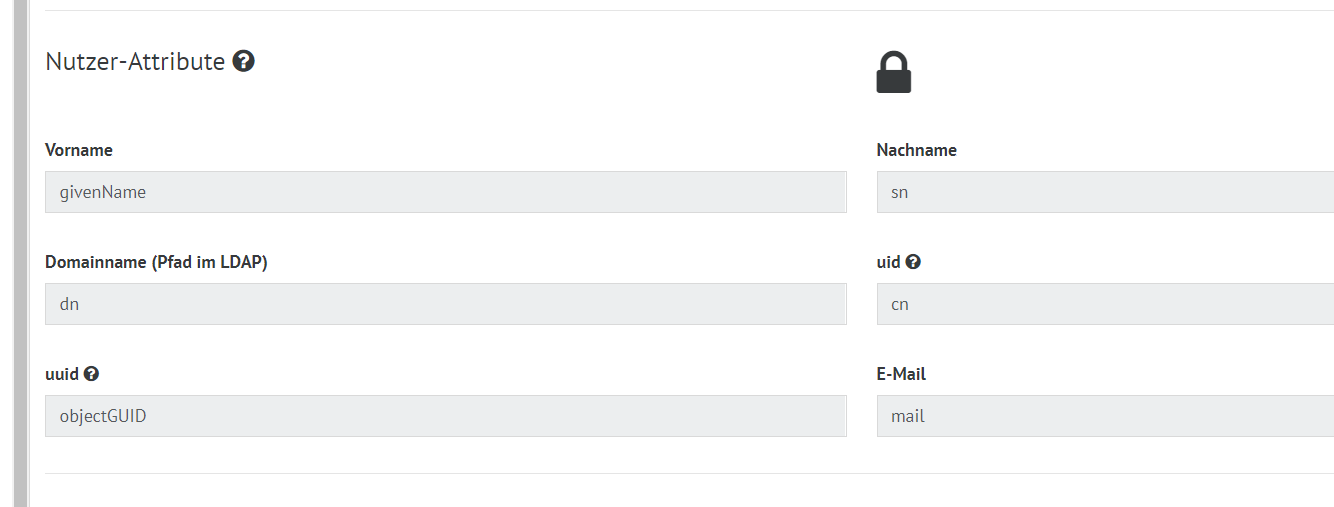 Nutzer-Attribute
Vorname
Nachname
givenName
sn
Domainname (Pfad im LDAP)
uid
dn
cn
uuid
E-Mail
objectGUID
mail